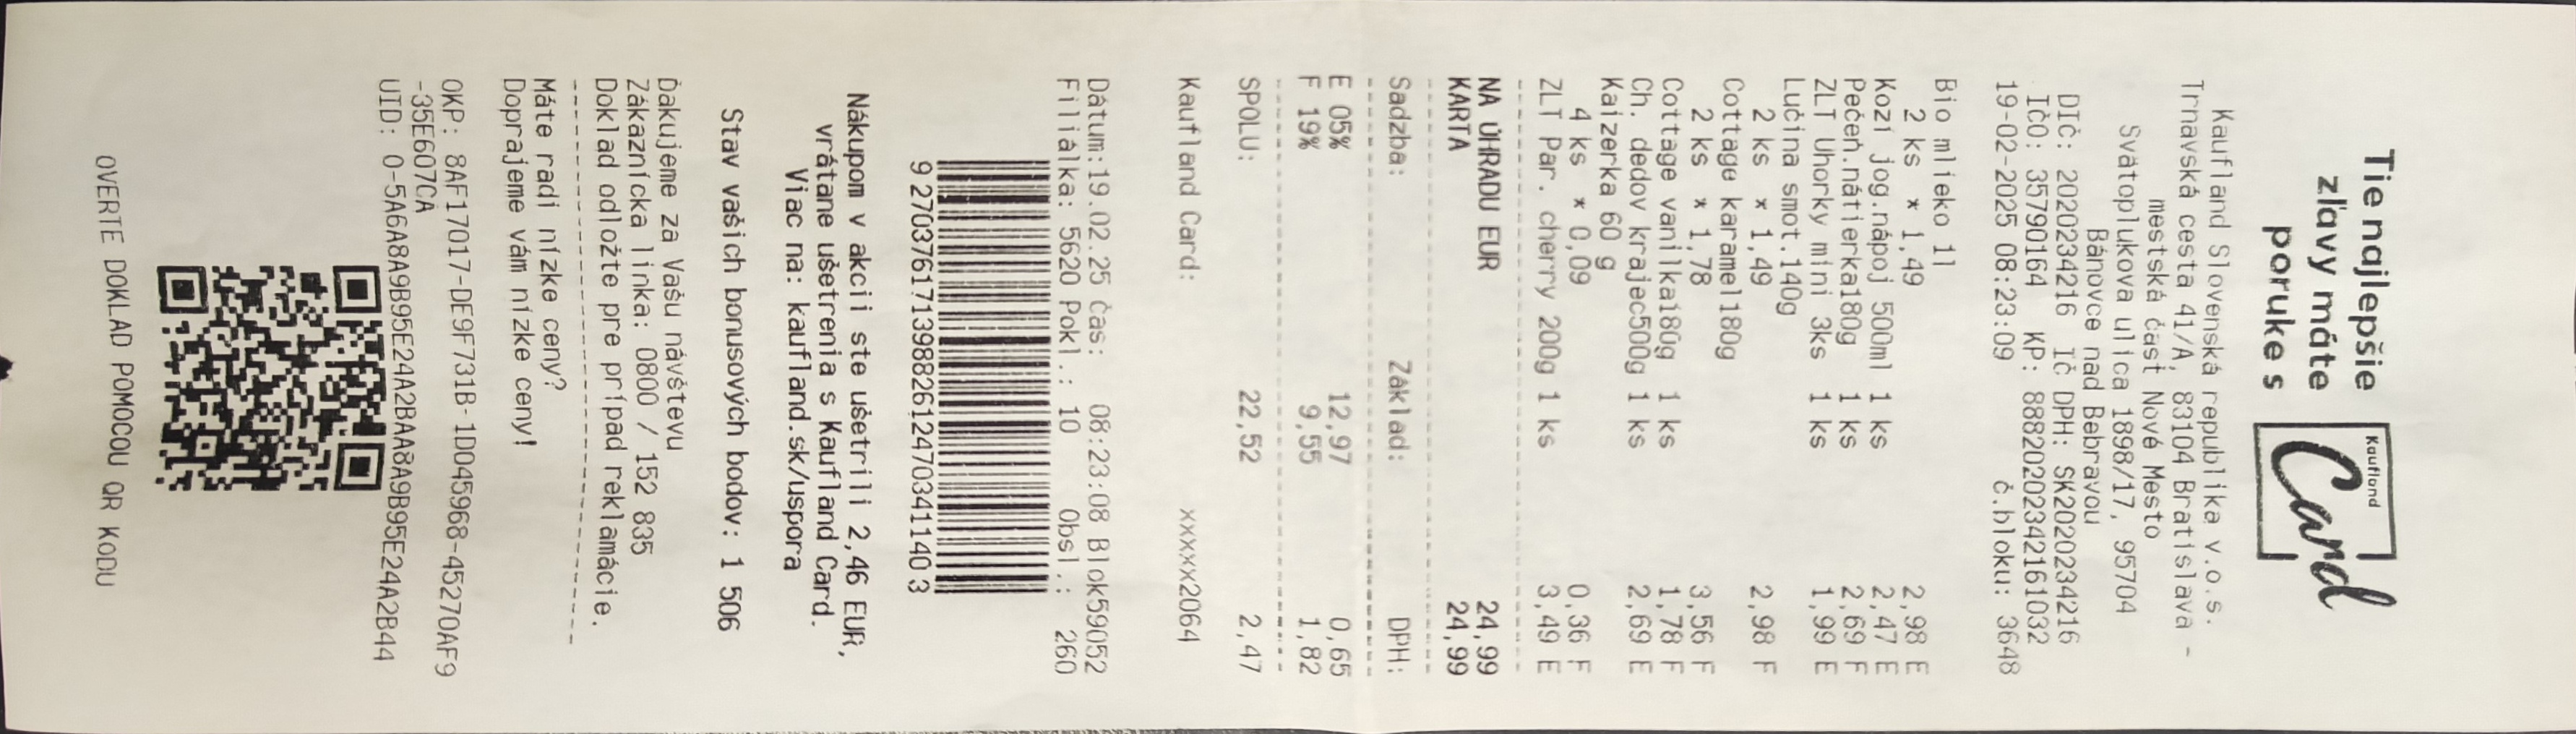 Tie najlepšie
zľavy máte
poruke s
Kaufland
Card
Kaufland Slovenská republika v.o.s.
Trnavská cesta 41/A, 83104 Bratislava -
mestská časť Nové Mesto
Svätoplukova ulica 1898/17, 95704
Bánovce nad Bebravou
DIČ: 2020234216 IČ DPH: SK2020234216
IČO: 35790164 KP: 88820202342161032
19-02-2025 08:23:09 č.bloku: 3648
Bio mlieko 1l
2 ks * 1,49 2,98 E
Kozí jog.nápoj 500ml 1 ks 2,47 E
Pečeň.nátierka180g 1 ks 2,69 F
ZLT Uhorky mini 3ks 1 ks 1,99 E
Lučina smot.140g
2 ks * 1,49 2,98 F
Cottage karamel180g
2 ks * 1,78 3,56 F
Cottage vanilka180g 1 ks 1,78 F
Ch. dedov krajec500g 1 ks 2,69 E
Kaizerka 60 g
4 ks * 0,09 0,36 F
ZLT Par. cherry 200g 1 ks 3,49 E
NA ÚHRADU EUR 24,99
KARTA 24,99
Sadzba: Základ: DPH:
E 05% 12,97 0,65
F 19% 9,55 1,82
SPOLU: 22,52 2,47
Kaufland Card: xxxxx2064
Dátum:19.02.25 Čas: 08:23:08 Blok59052
Filiálka: 5620 Pokl.: 10 Obsl.: 260
9 27037617139882612470341140 3
Nákupom v akcii ste ušetrili 2,46 EUR,
vrátane ušetrenia s Kaufland Card.
Viac na: kaufland.sk/uspora
Stav vašich bonusových bodov: 1 506
Ďakujeme za Vašu návštevu
Zákaznícka linka: 0800 / 152 835
Doklad odložte pre prípad reklamácie.
Máte radi nízke ceny?
Doprajeme vám nízke ceny!
OKP: 8AF17017-DE9F731B-1D045968-45270AF9
-35E607CA
UID: O-5A6A8A9B95E24A2BAA8A9B95E24A2B44
OVERTE DOKLAD POMOCOU QR KODU